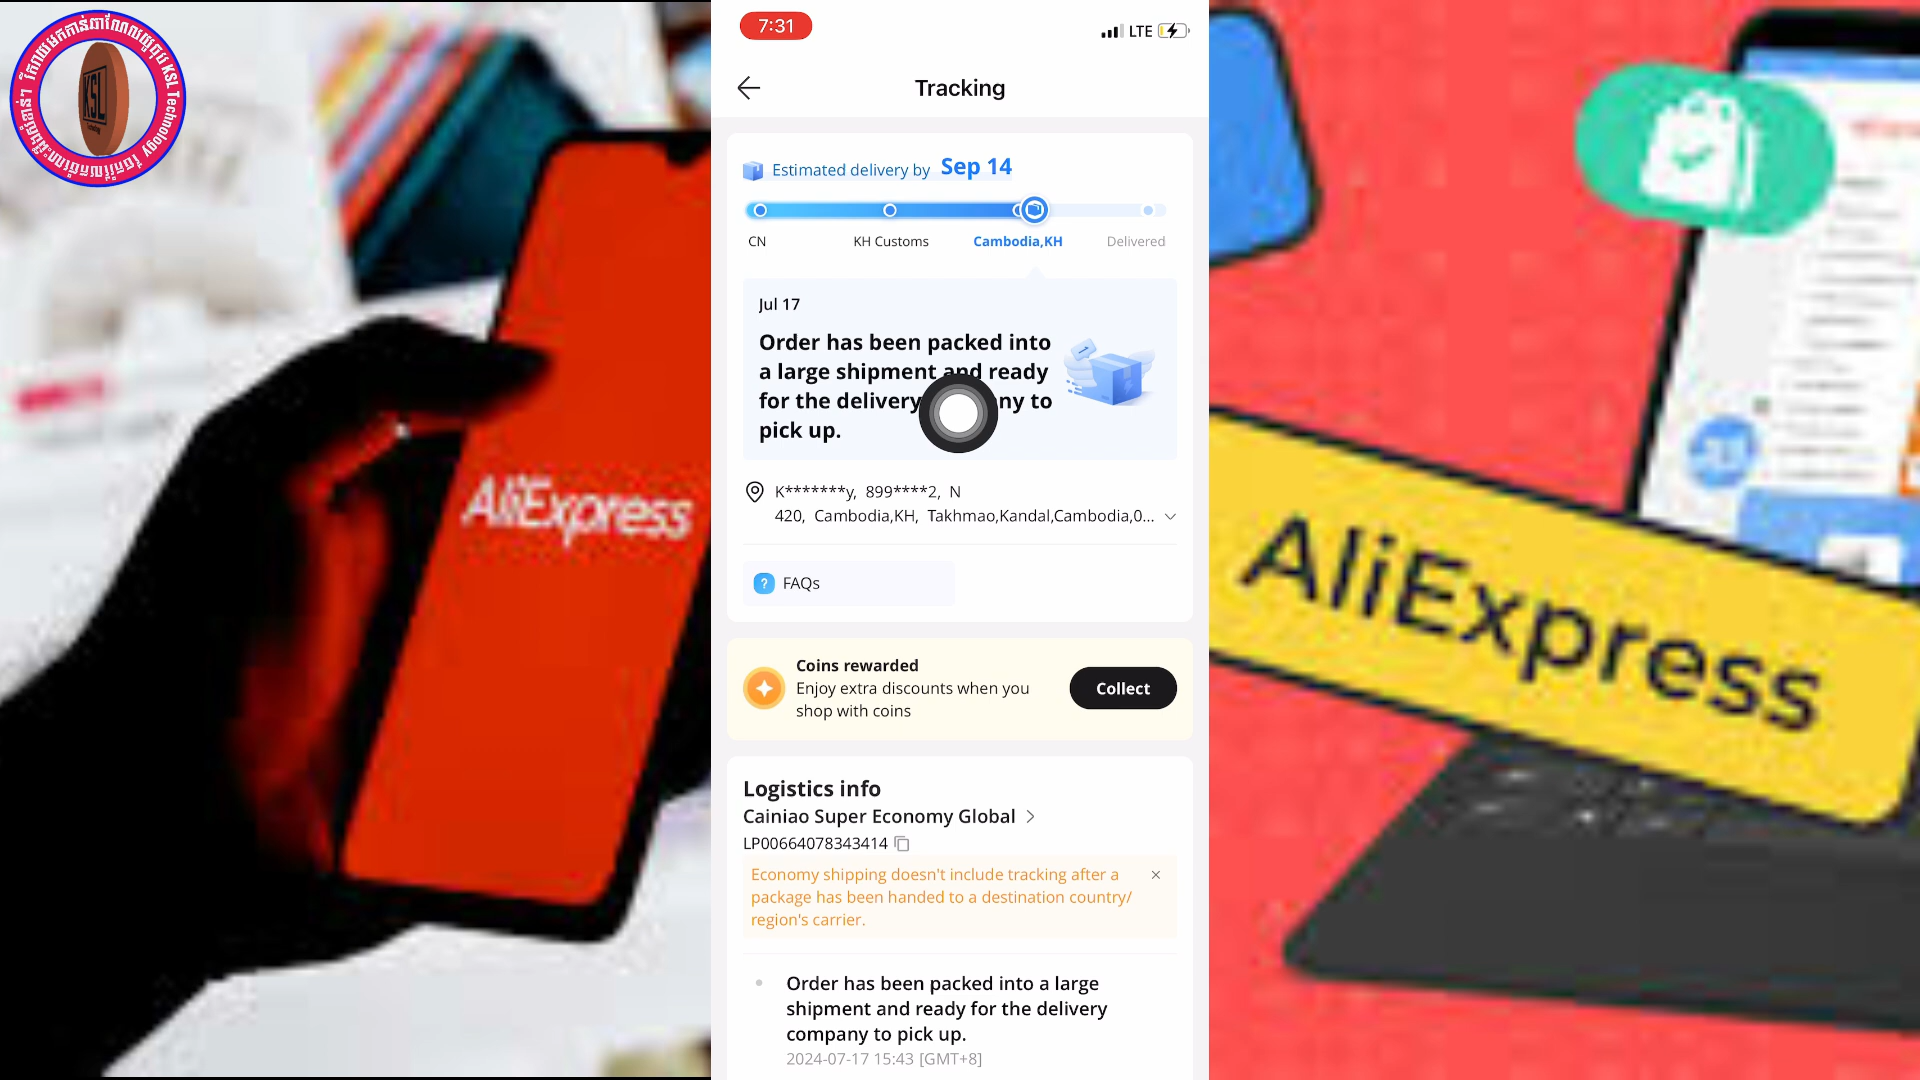 KSL Technology
KSL
AliExpress
7:31
LTE
Tracking
Estimated delivery by Sep 14
CN
KH Customs
Cambodia,KH
Delivered
Jul 17
Order has been packed into
a large shipment and ready
for the delivery ny to
pick up.
K*******y, 899****2, N
420, Cambodia,KH, Takhmao,Kandal,Cambodia,0...
? FAQs
Coins rewarded
Enjoy extra discounts when you
shop with coins
Collect
Logistics info
Cainiao Super Economy Global
LP00664078343414
Economy shipping doesn't include tracking after a
package has been handed to a destination country/
region's carrier.
Order has been packed into a large
shipment and ready for the delivery
company to pick up.
2024-07-17 15:43 [GMT+8]
AliExpress